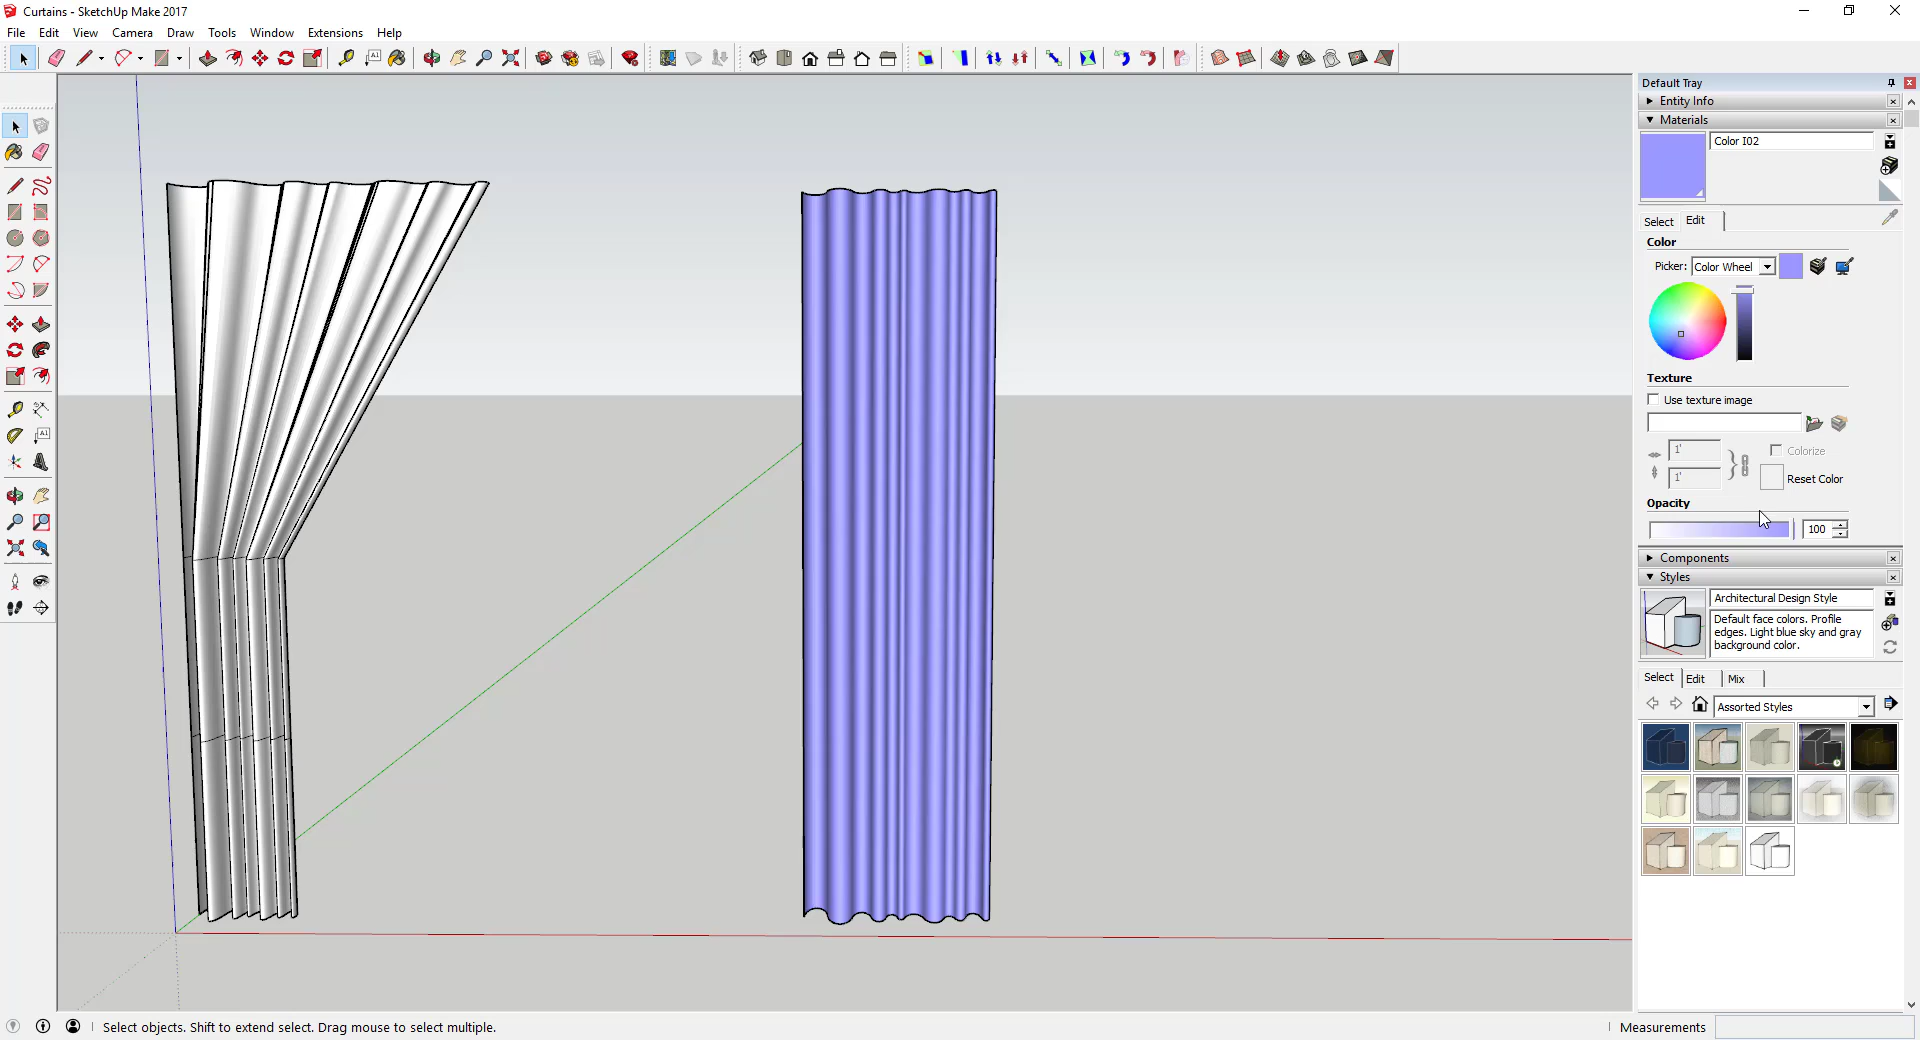 Curtains - SketchUp Make 2017
File Edit View Camera Draw Tools Window Extensions Help
Default Tray
Entity Info
Materials
Color I02
Select Edit
Color
Picker: Color Wheel
Texture
Use texture image
1' Colorize
1' Reset Color
Opacity
100
Components
Styles
Architectural Design Style
Default face colors. Profile
edges. Light blue sky and gray
background color.
Select Edit Mix
Assorted Styles
Select objects. Shift to extend select. Drag mouse to select multiple.
Measurements